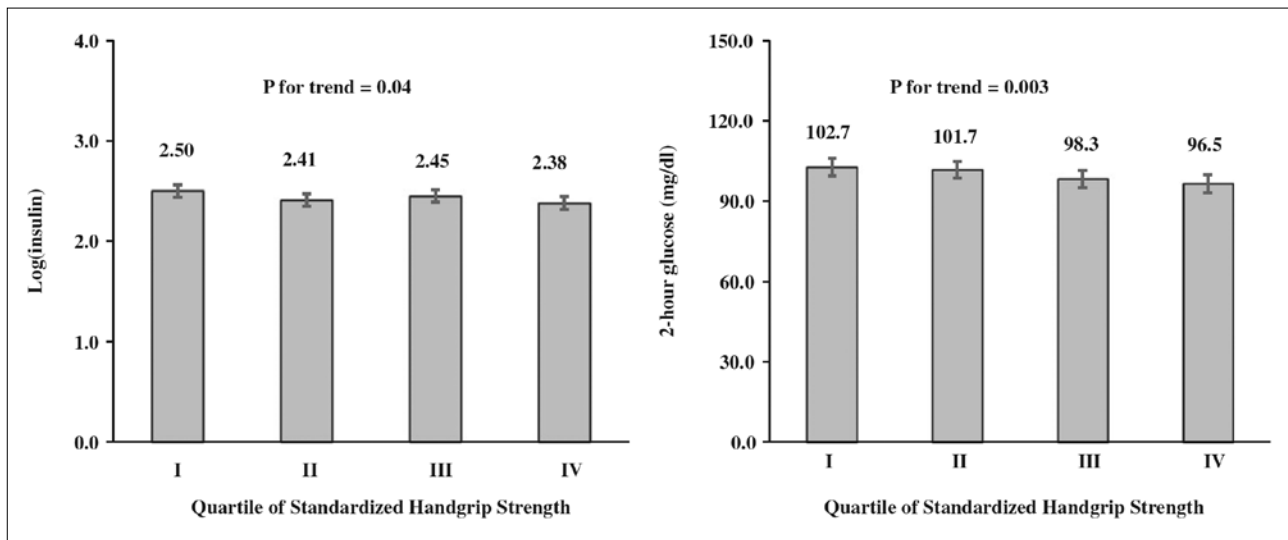 4.0
3.0
2.0
1.0
0.0
Log(insulin)
P for trend = 0.04
2.50
2.41
2.45
2.38
I
II
III
IV
Quartile of Standardized Handgrip Strength
150.0
120.0
90.0
60.0
30.0
0.0
2-hour glucose (mg/dl)
P for trend = 0.003
102.7
101.7
98.3
96.5
I
II
III
IV
Quartile of Standardized Handgrip Strength